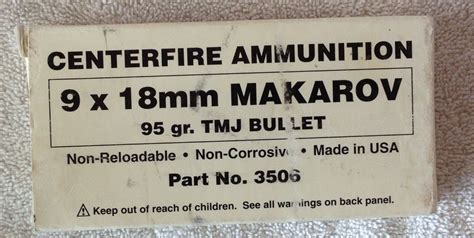 CENTERFIRE AMMUNITION
9 x 18mm MAKAROV
95 gr. TMJ BULLET
Non-Reloadable • Non-Corrosive • Made in USA
Part No. 3506
⚠ Keep out of reach of children. See all warnings on back panel.